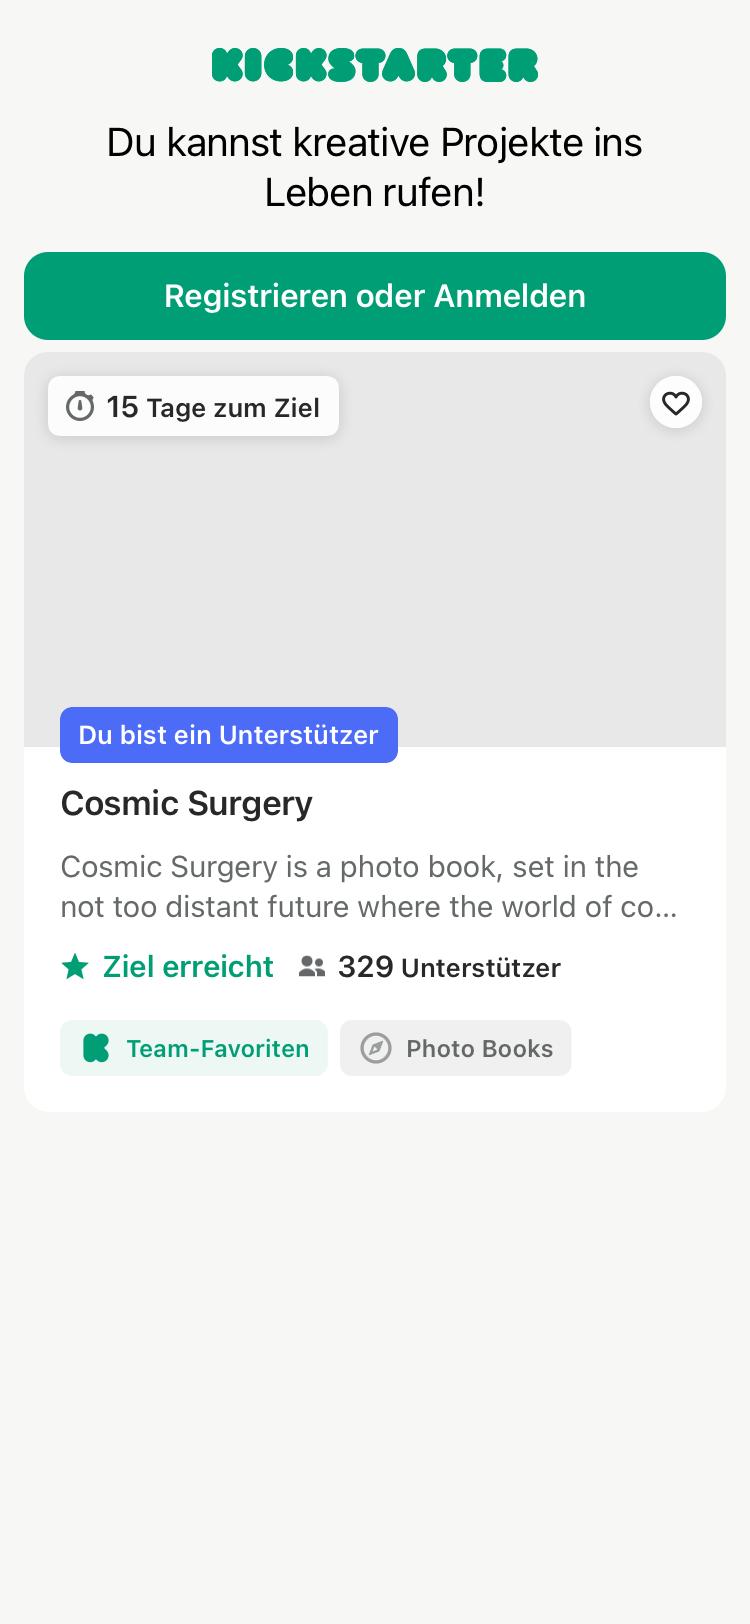 KICKSTARTER
Du kannst kreative Projekte ins
Leben rufen!
Registrieren oder Anmelden
15 Tage zum Ziel
Du bist ein Unterstützer
Cosmic Surgery
Cosmic Surgery is a photo book, set in the
not too distant future where the world of co...
Ziel erreicht 329 Unterstützer
Team-Favoriten Photo Books